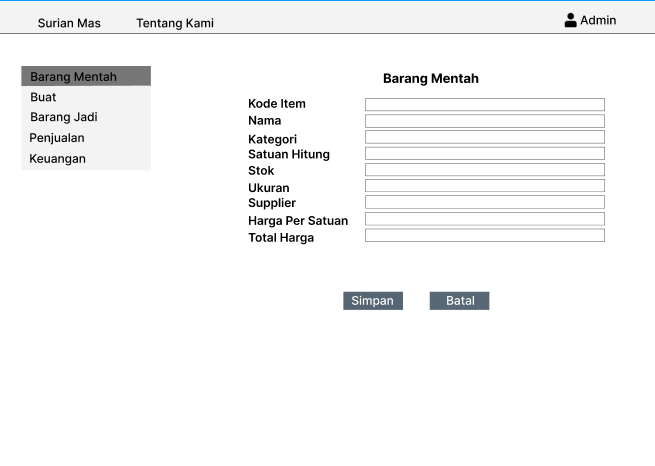 Surian Mas Tentang Kami Admin
Barang Mentah
Buat
Barang Jadi
Penjualan
Keuangan
Barang Mentah
Kode Item
Nama
Kategori
Satuan Hitung
Stok
Ukuran
Supplier
Harga Per Satuan
Total Harga
Simpan Batal